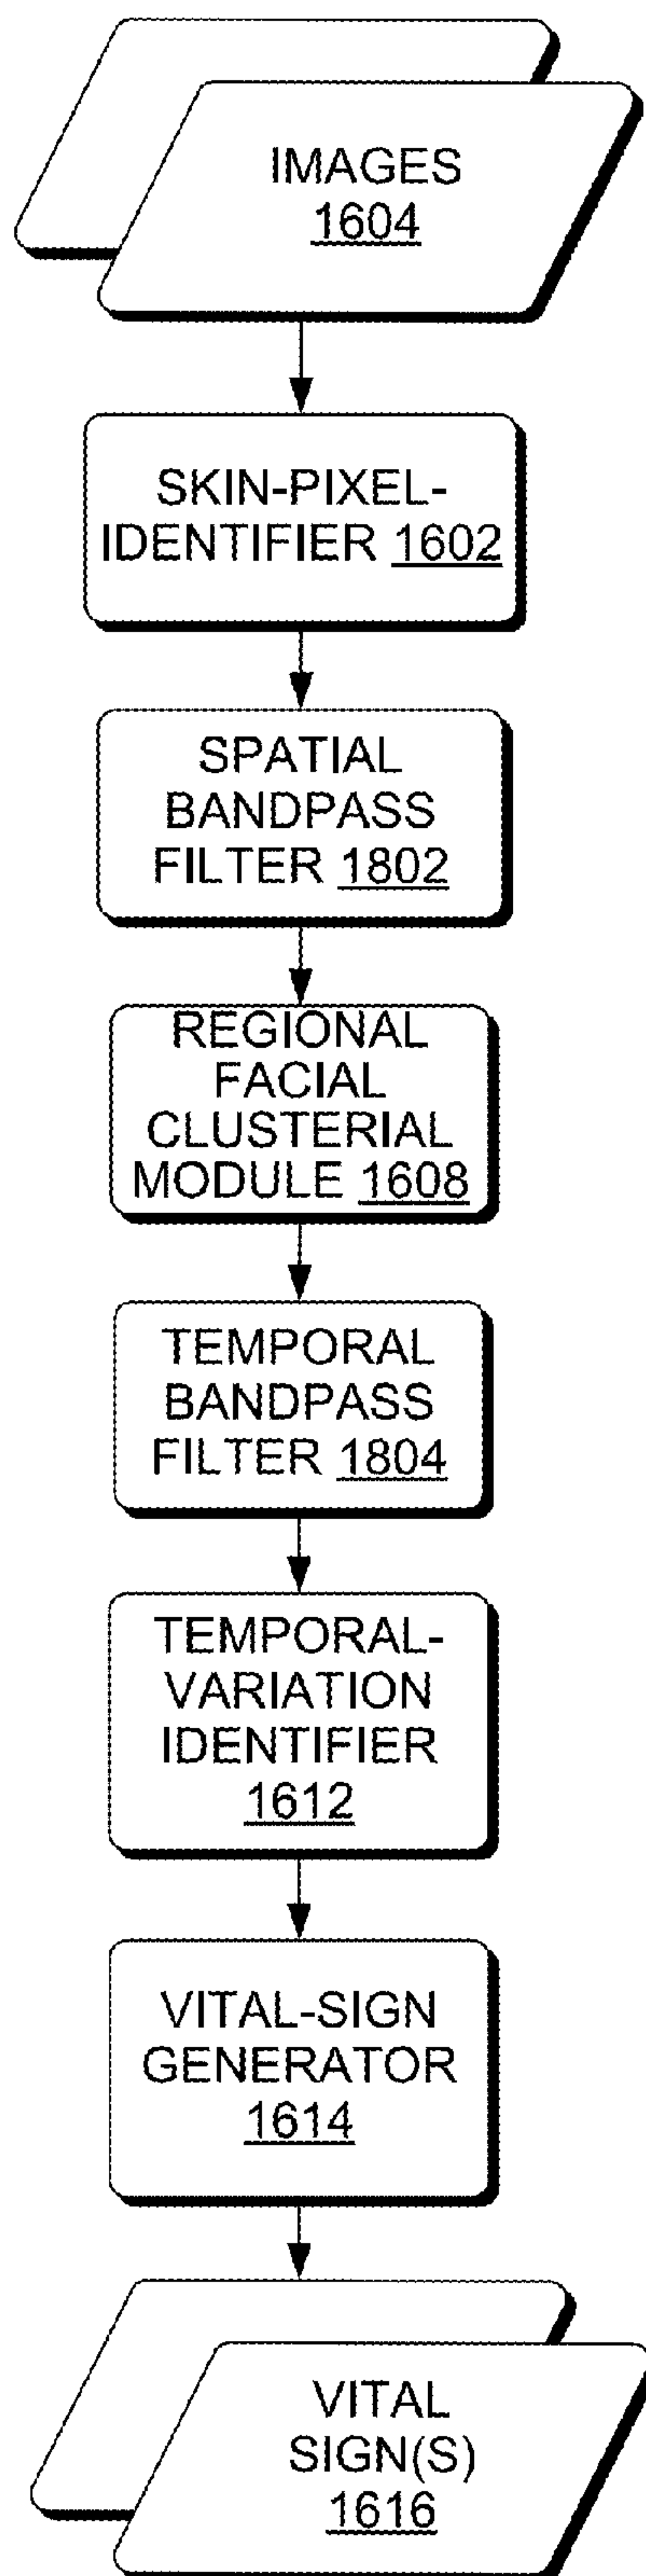 IMAGES
1604
SKIN-PIXEL-
IDENTIFIER 1602
SPATIAL
BANDPASS
FILTER 1802
REGIONAL
FACIAL
CLUSTERIAL
MODULE 1608
TEMPORAL
BANDPASS
FILTER 1804
TEMPORAL-
VARIATION
IDENTIFIER
1612
VITAL-SIGN
GENERATOR
1614
VITAL
SIGN(S)
1616